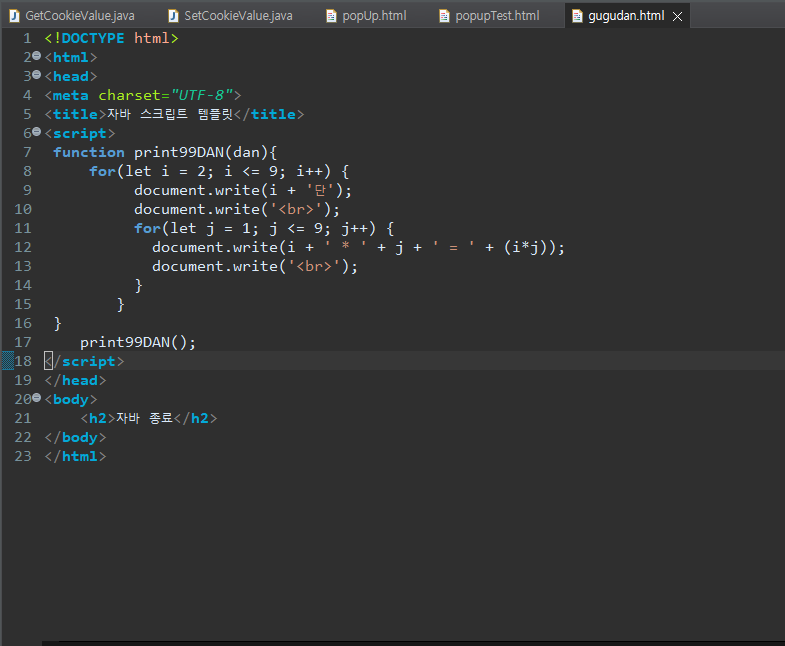 GetCookieValue.java SetCookieValue.java popUp.html popupTest.html gugudan.html
1 <!DOCTYPE html>
2 <html>
3 <head>
4 <meta charset="UTF-8">
5 <title>자바 스크립트 템플릿</title>
6 <script>
7 function print99DAN(dan){
8 for(let i = 2; i <= 9; i++) {
9 document.write(i + '단');
10 document.write('<br>');
11 for(let j = 1; j <= 9; j++) {
12 document.write(i + ' * ' + j + ' = ' + (i*j));
13 document.write('<br>');
14 }
15 }
16 }
17 print99DAN();
18 </script>
19 </head>
20 <body>
21 <h2>자바 종료</h2>
22 </body>
23 </html>